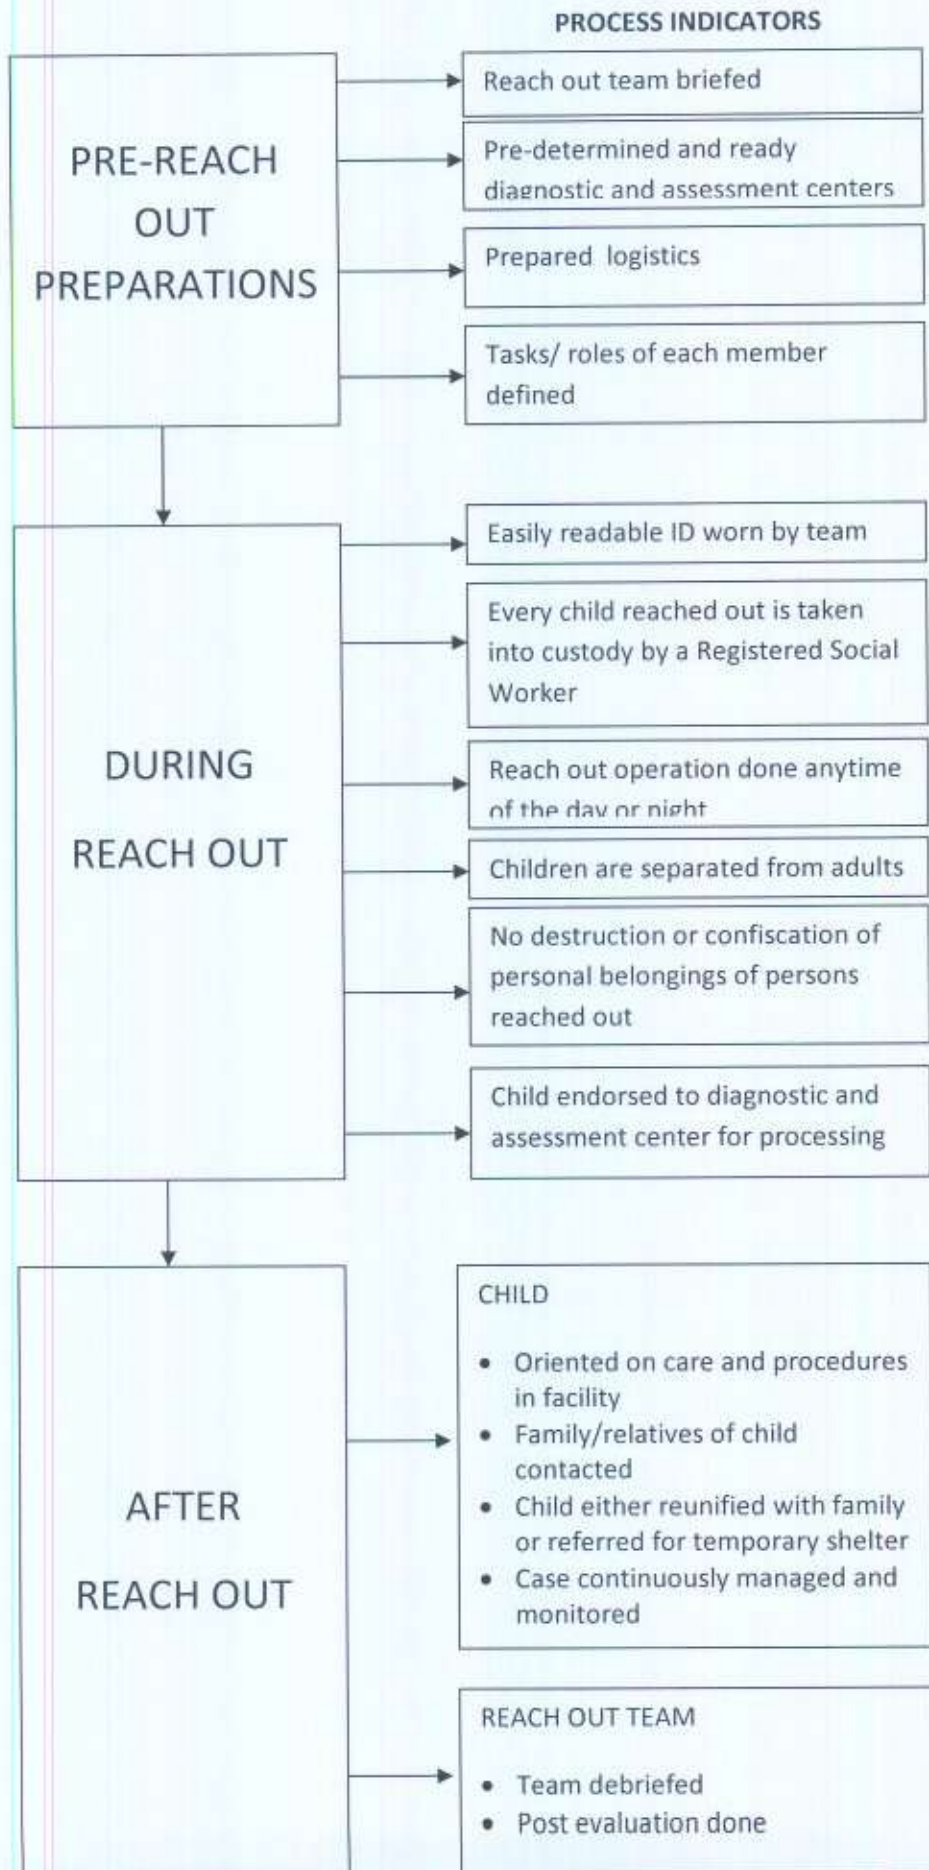 PROCESS INDICATORS
PRE-REACH
OUT
PREPARATIONS
Reach out team briefed
Pre-determined and ready
diagnostic and assessment centers
Prepared logistics
Tasks/ roles of each member
defined
DURING
REACH OUT
Easily readable ID worn by team
Every child reached out is taken
into custody by a Registered Social
Worker
Reach out operation done anytime
of the day or night
Children are separated from adults
No destruction or confiscation of
personal belongings of persons
reached out
Child endorsed to diagnostic and
assessment center for processing
AFTER
REACH OUT
CHILD
• Oriented on care and procedures
in facility
• Family/relatives of child
contacted
• Child either reunified with family
or referred for temporary shelter
• Case continuously managed and
monitored
REACH OUT TEAM
• Team debriefed
• Post evaluation done